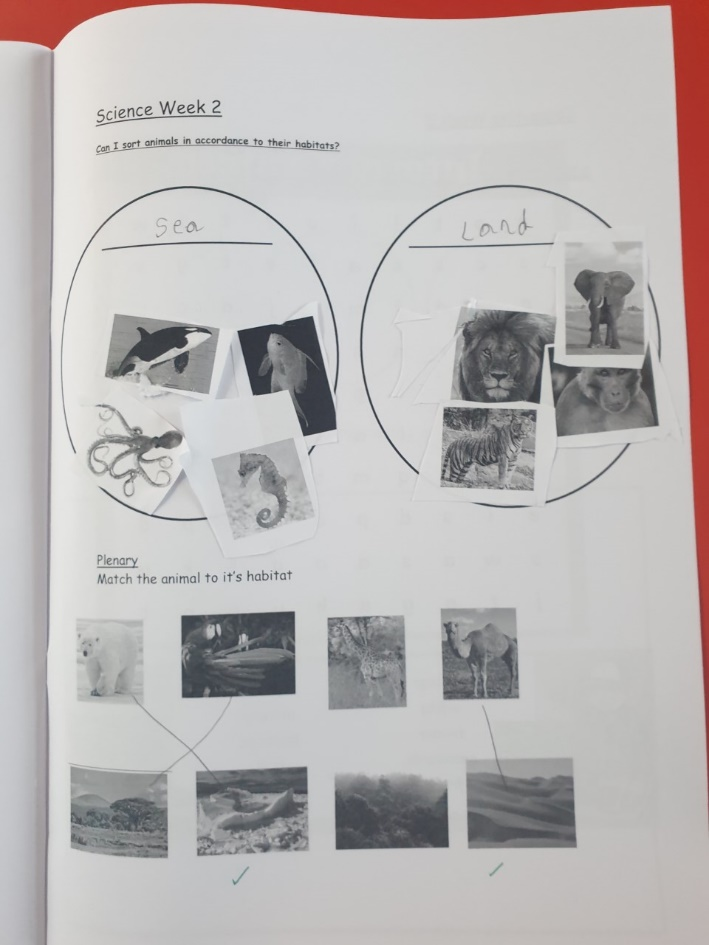 Science Week 2
Can I sort animals in accordance to their habitats?
Sea
Land
Plenary
Match the animal to it's habitat